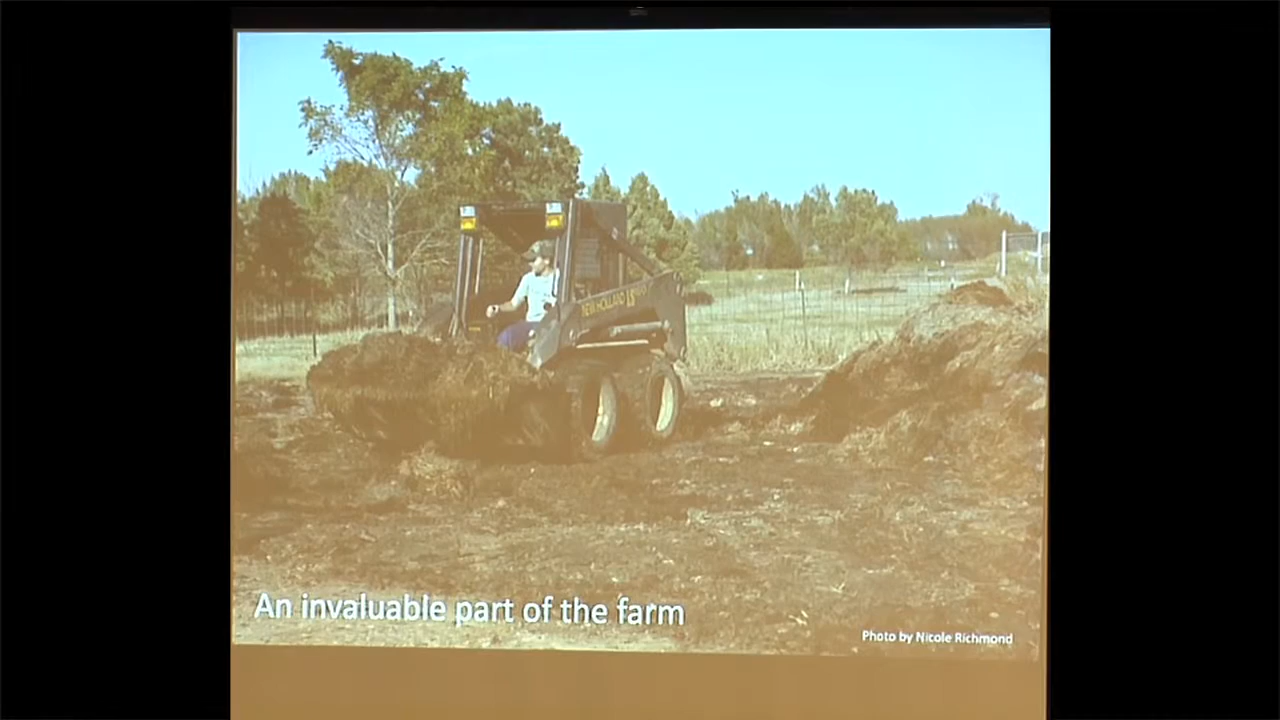 NEW HOLLAND LS
An invaluable part of the farm
Photo by Nicole Richmond